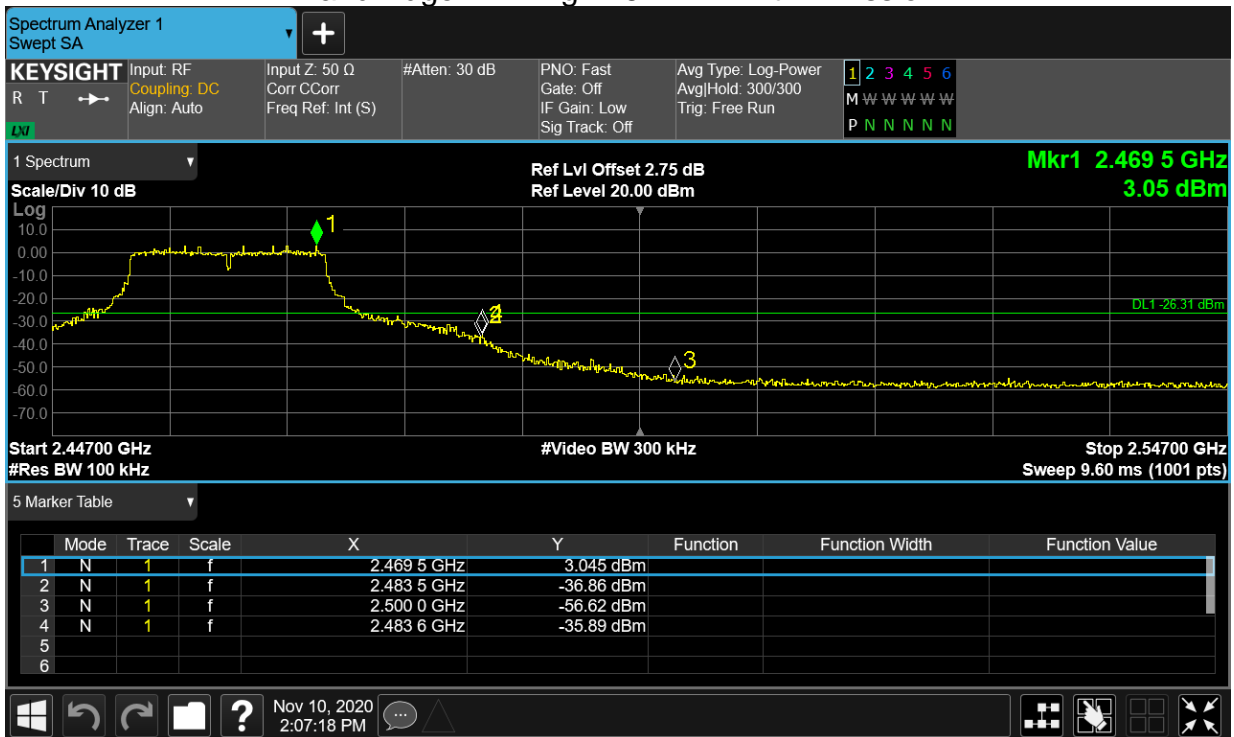 Spectrum Analyzer 1
Swept SA
+
KEYSIGHT
R T
LXI
Input: RF
Coupling: DC
Align: Auto
Input Z: 50 Ω
Corr CCorr
Freq Ref: Int (S)
#Atten: 30 dB
PNO: Fast
Gate: Off
IF Gain: Low
Sig Track: Off
Avg Type: Log-Power
Avg|Hold: 300/300
Trig: Free Run
1 2 3 4 5 6
M W W W W W
P N N N N N
1 Spectrum
Scale/Div 10 dB
Ref Lvl Offset 2.75 dB
Ref Level 20.00 dBm
Mkr1 2.469 5 GHz
3.05 dBm
Log
10.0
0.00
-10.0
-20.0
-30.0
-40.0
-50.0
-60.0
-70.0
1
3
DL1 -26.31 dBm
Start 2.44700 GHz
#Video BW 300 kHz
Stop 2.54700 GHz
#Res BW 100 kHz
Sweep 9.60 ms (1001 pts)
5 Marker Table
Mode Trace Scale X Y Function Function Width Function Value
1 N 1 f 2.469 5 GHz 3.045 dBm
2 N 1 f 2.483 5 GHz -36.86 dBm
3 N 1 f 2.500 0 GHz -56.62 dBm
4 N 1 f 2.483 6 GHz -35.89 dBm
5
6
?
Nov 10, 2020
2:07:18 PM